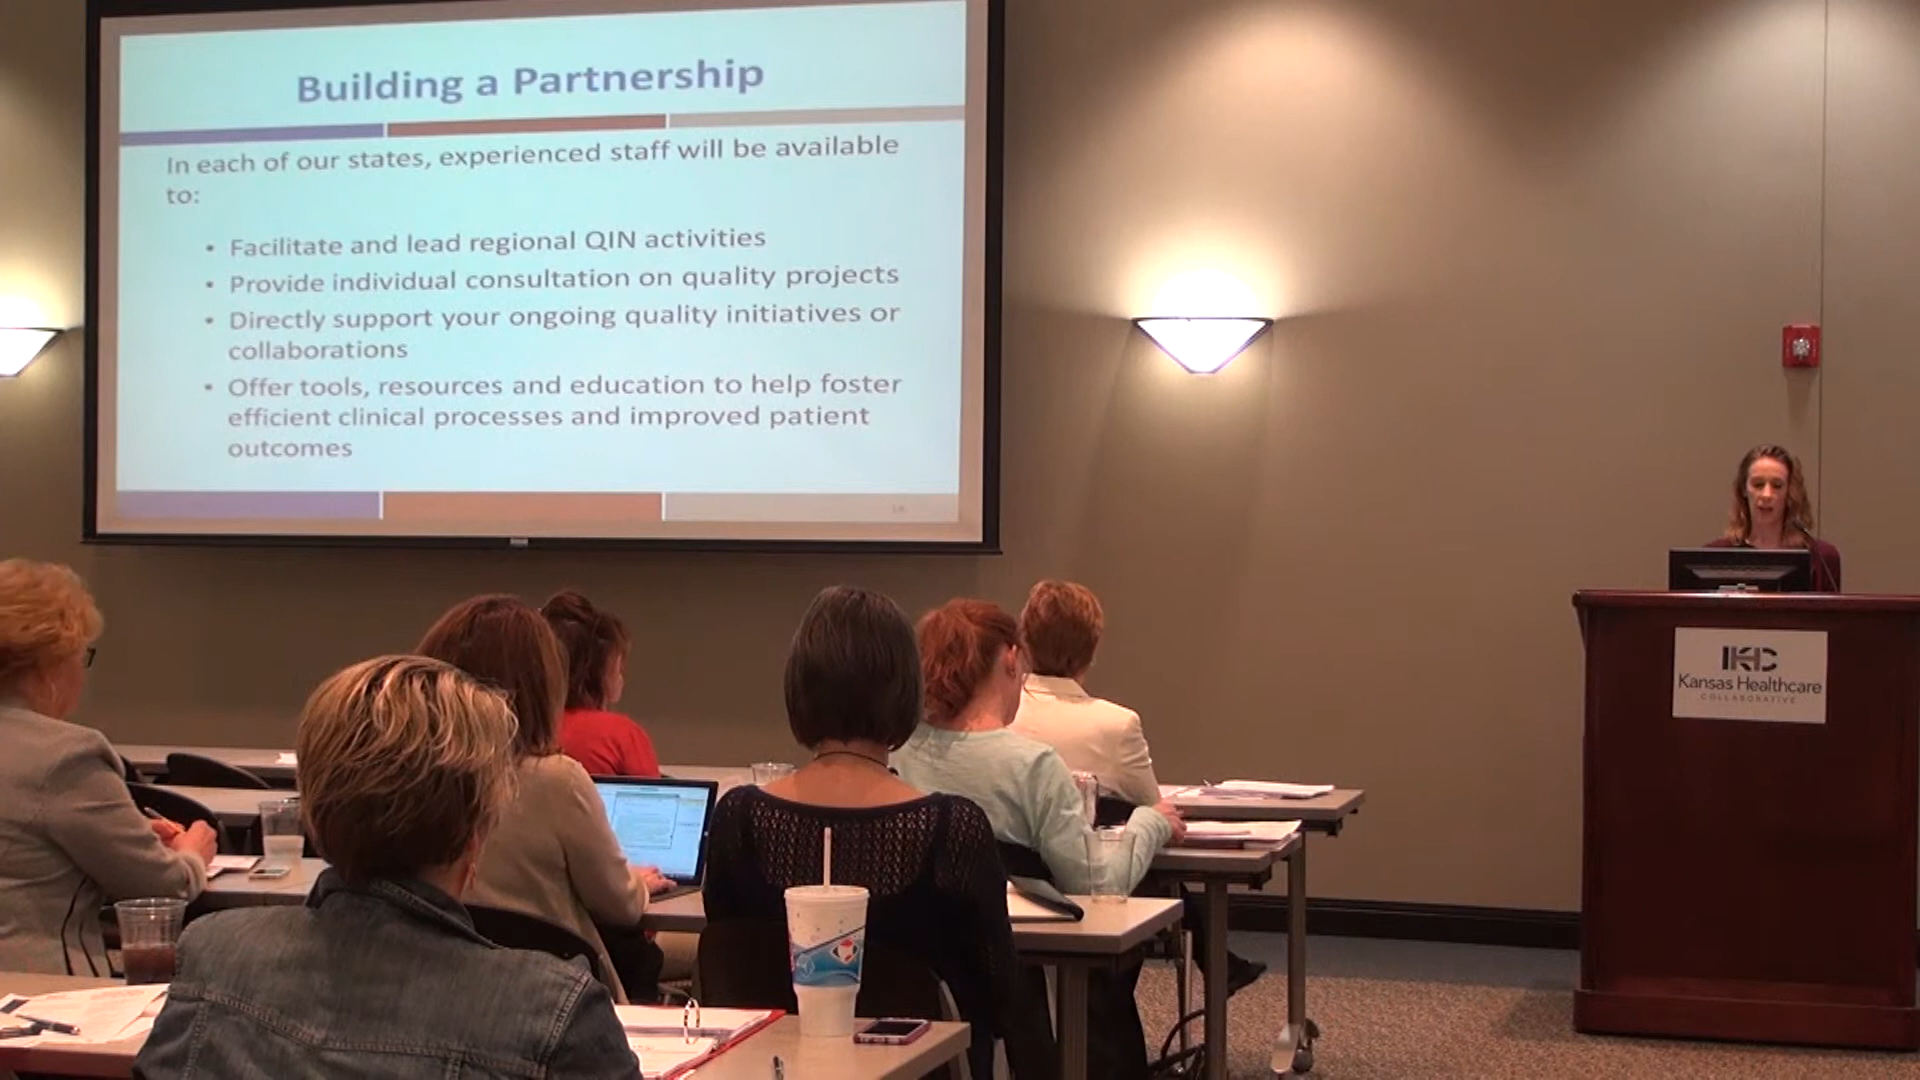 Building a Partnership
In each of our states, experienced staff will be available
to:
• Facilitate and lead regional QIN activities
• Provide individual consultation on quality projects
• Directly support your ongoing quality initiatives or
collaborations
• Offer tools, resources and education to help foster
efficient clinical processes and improved patient
outcomes
KHC
Kansas Healthcare
COLLABORATIVE